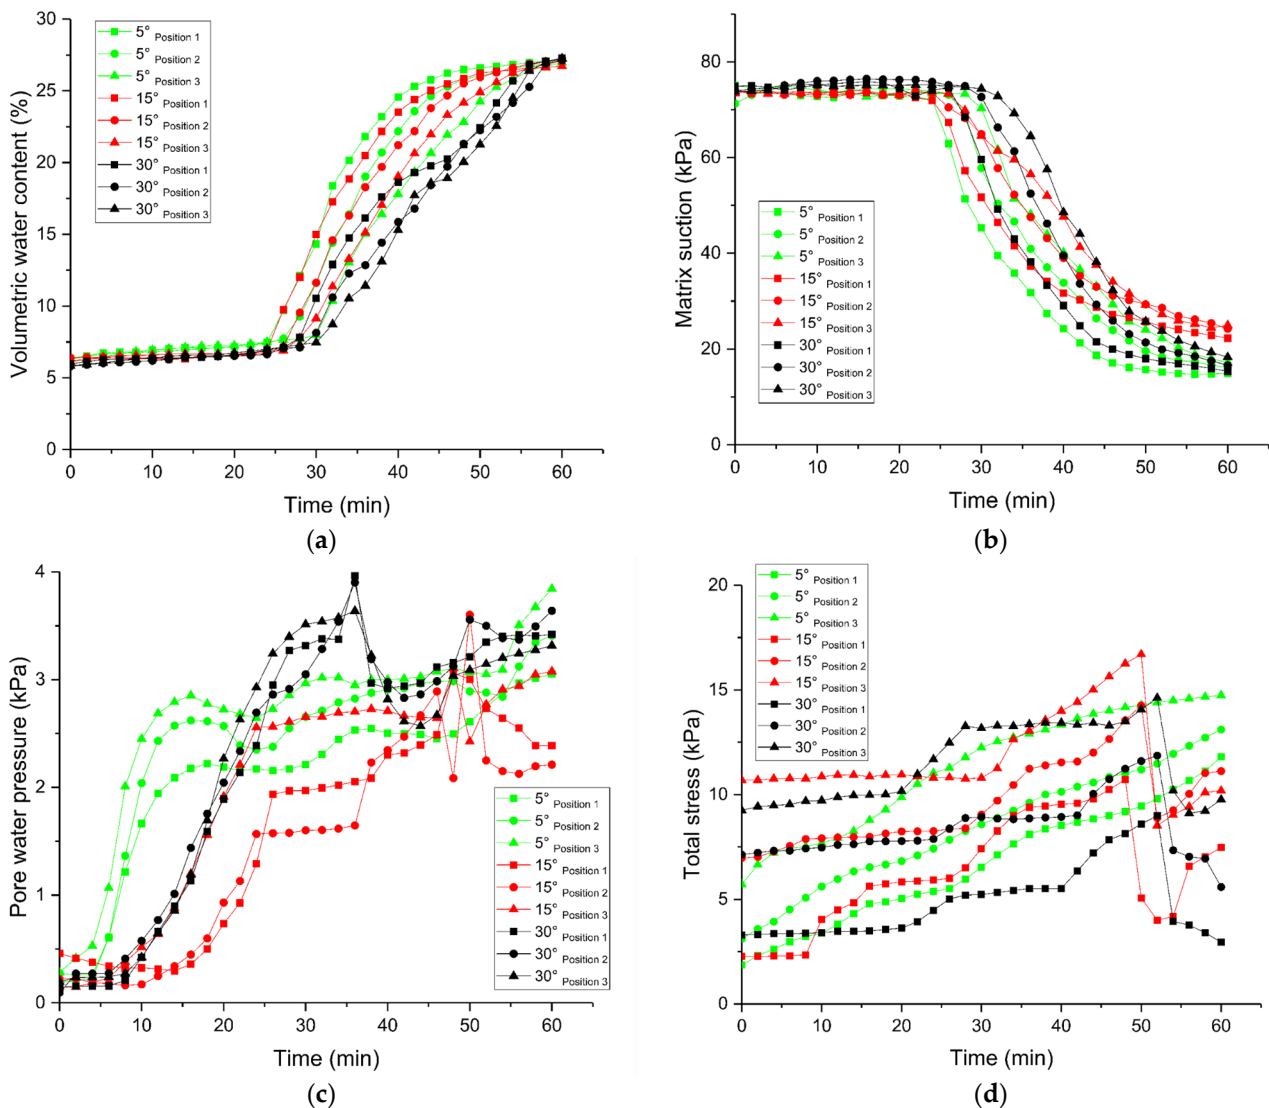 30
25
20
15
10
5
0
Volumetric water content (%)
5° Position 1
5° Position 2
5° Position 3
15° Position 1
15° Position 2
15° Position 3
30° Position 1
30° Position 2
30° Position 3
0 10 20 30 40 50 60
Time (min)
(a)
80
60
40
20
0
Matrix suction (kPa)
5° Position 1
5° Position 2
5° Position 3
15° Position 1
15° Position 2
15° Position 3
30° Position 1
30° Position 2
30° Position 3
0 10 20 30 40 50 60
Time (min)
(b)
4
3
2
1
0
Pore water pressure (kPa)
5° Position 1
5° Position 2
5° Position 3
15° Position 1
15° Position 2
15° Position 3
30° Position 1
30° Position 2
30° Position 3
0 10 20 30 40 50 60
Time (min)
(c)
20
15
10
5
0
Total stress (kPa)
5° Position 1
5° Position 2
5° Position 3
15° Position 1
15° Position 2
15° Position 3
30° Position 1
30° Position 2
30° Position 3
0 10 20 30 40 50 60
Time (min)
(d)